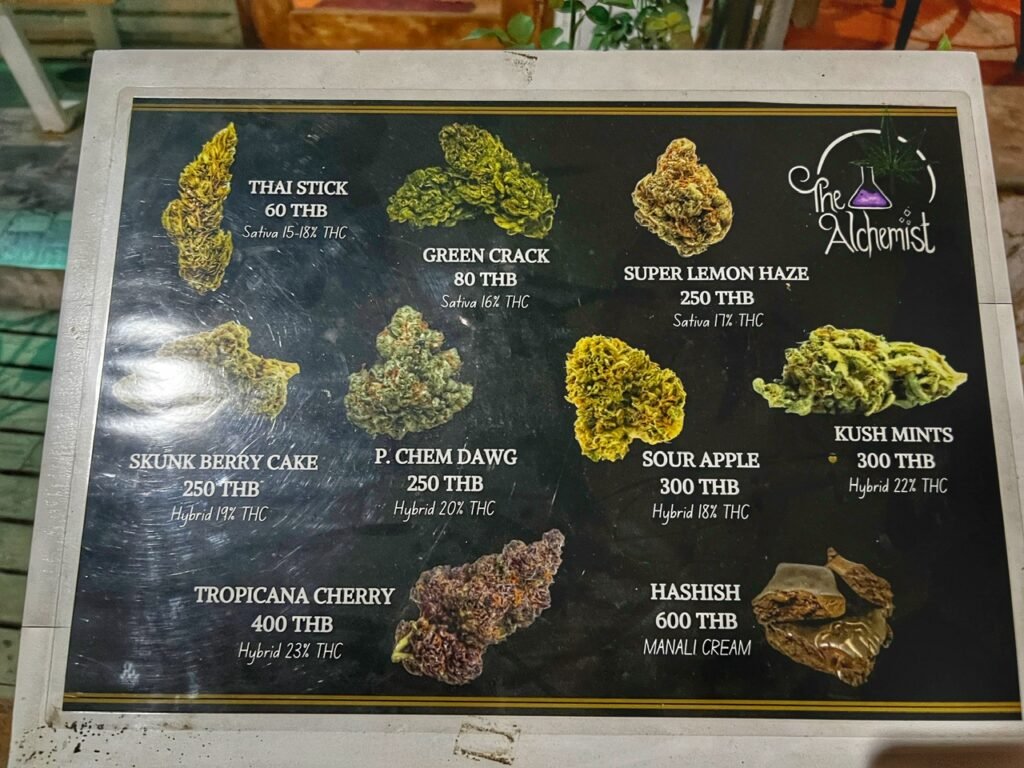 THAI STICK
60 THB
Sativa 15-18% THC
GREEN CRACK
80 THB
Sativa 16% THC
SUPER LEMON HAZE
250 THB
Sativa 17% THC
The
Alchemist
SKUNK BERRY CAKE
250 THB
Hybrid 19% THC
P. CHEM DAWG
250 THB
Hybrid 20% THC
SOUR APPLE
300 THB
Hybrid 18% THC
KUSH MINTS
300 THB
Hybrid 22% THC
TROPICANA CHERRY
400 THB
Hybrid 23% THC
HASHISH
600 THB
MANALI CREAM